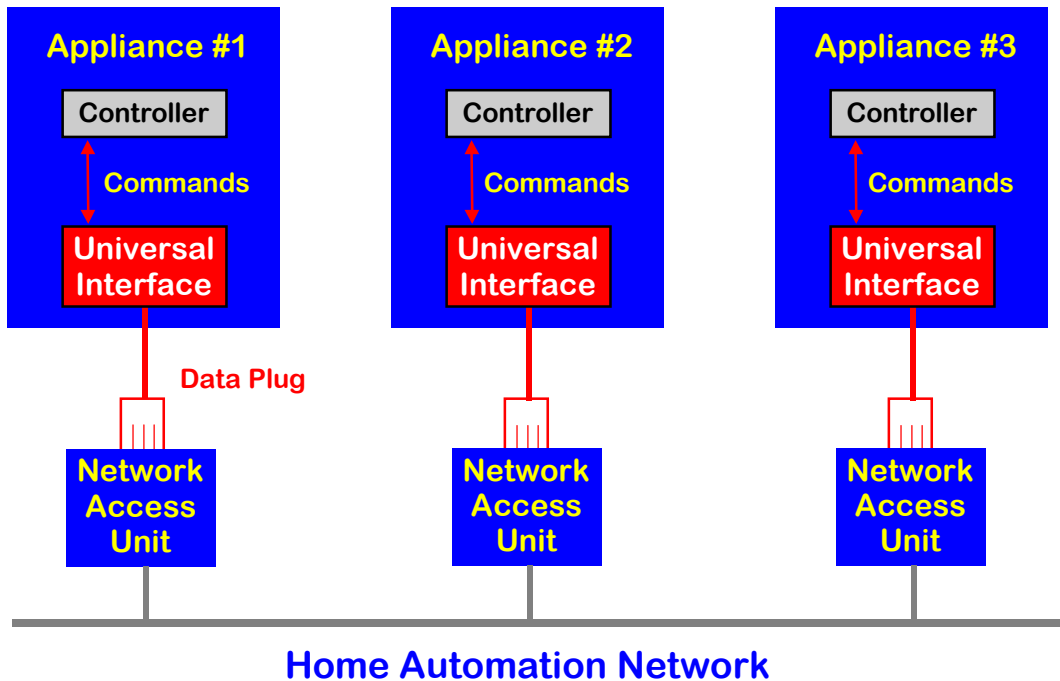 Appliance #1
Appliance #2
Appliance #3
Controller
Controller
Controller
Commands
Commands
Commands
Universal
Interface
Universal
Interface
Universal
Interface
Data Plug
Network
Access
Unit
Network
Access
Unit
Network
Access
Unit
Home Automation Network